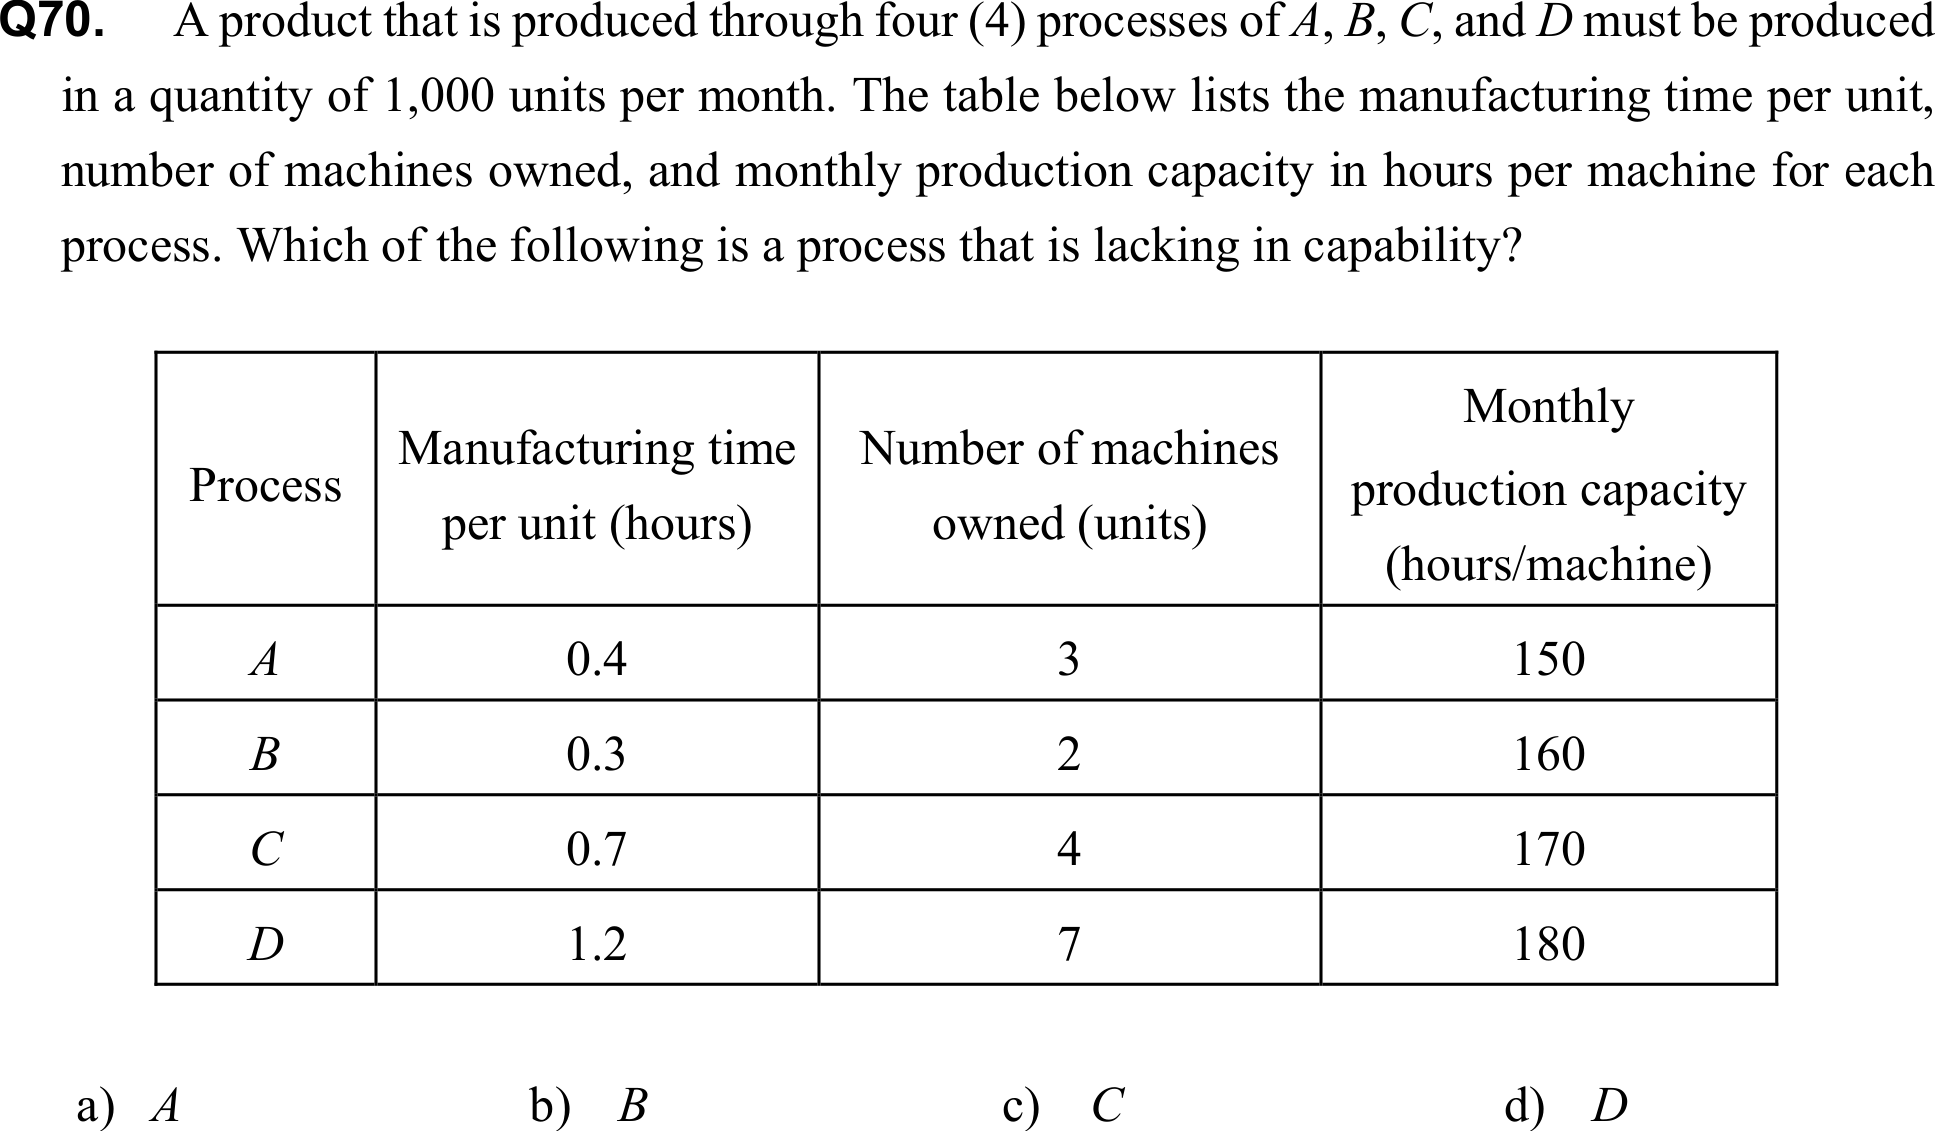 Q70. A product that is produced through four (4) processes of A, B, C, and D must be produced
in a quantity of 1,000 units per month. The table below lists the manufacturing time per unit,
number of machines owned, and monthly production capacity in hours per machine for each
process. Which of the following is a process that is lacking in capability?
Process
Manufacturing time
per unit (hours)
Number of machines
owned (units)
Monthly
production capacity
(hours/machine)
A 0.4 3 150
B 0.3 2 160
C 0.7 4 170
D 1.2 7 180
a) A b) B c) C d) D